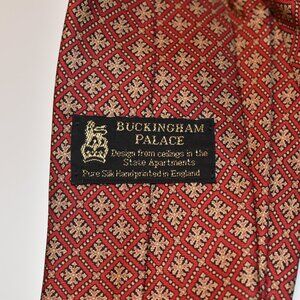 BUCKINGHAM
PALACE
Design from ceilings in the
State Apartments
Pure Silk Handprinted in England